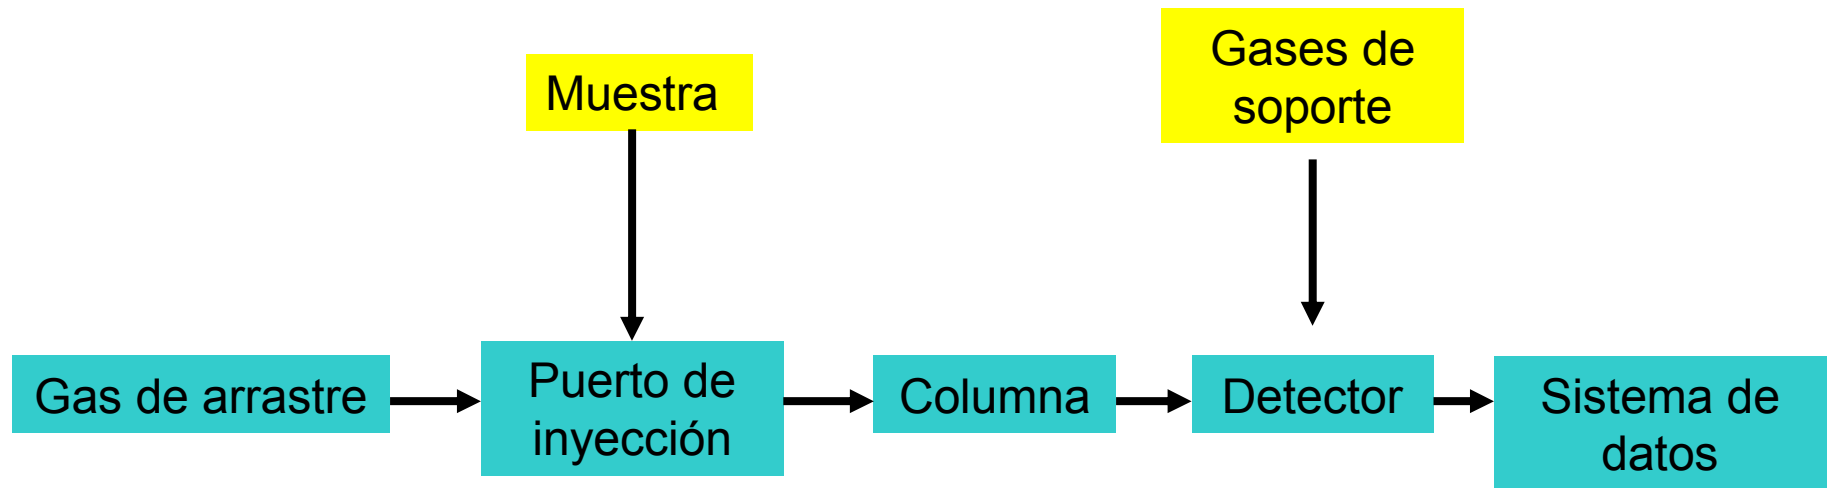 Muestra
Gases de
soporte
Gas de arrastre
Puerto de
inyección
Columna
Detector
Sistema de
datos